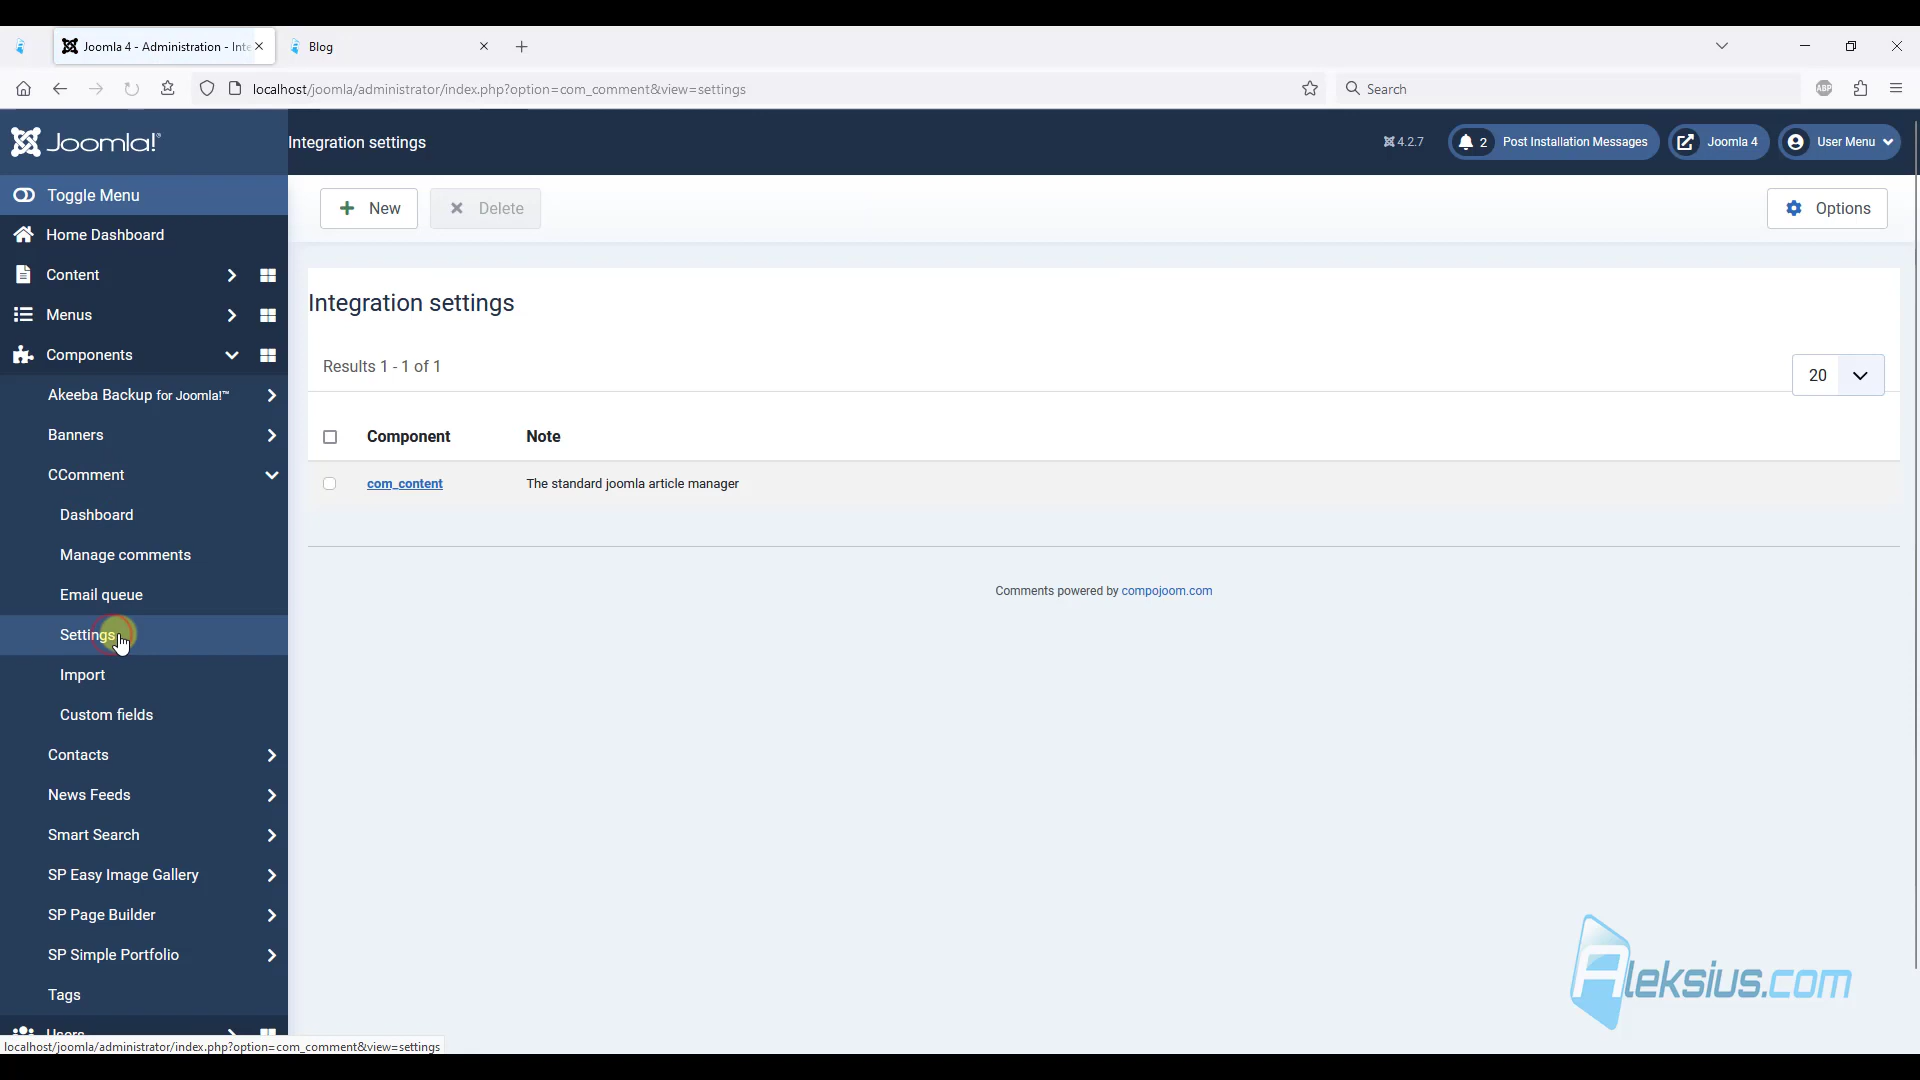 Joomla 4 - Administration - Inte
Blog
localhost/joomla/administrator/index.php?option=com_comment&view=settings
Search
ABP
Joomla!®
Integration settings
4.2.7
2
Post Installation Messages
Joomla 4
User Menu
Toggle Menu
New
Delete
Options
Home Dashboard
Content
Menus
Components
Akeeba Backup for Joomla!™
Banners
CComment
Dashboard
Manage comments
Email queue
Settings
Import
Custom fields
Contacts
News Feeds
Smart Search
SP Easy Image Gallery
SP Page Builder
SP Simple Portfolio
Tags
Users
Integration settings
Results 1 - 1 of 1
20
Component Note
com_content The standard joomla article manager
Comments powered by compojoom.com
Aleksius.com
localhost/joomla/administrator/index.php?option=com_comment&view=settings